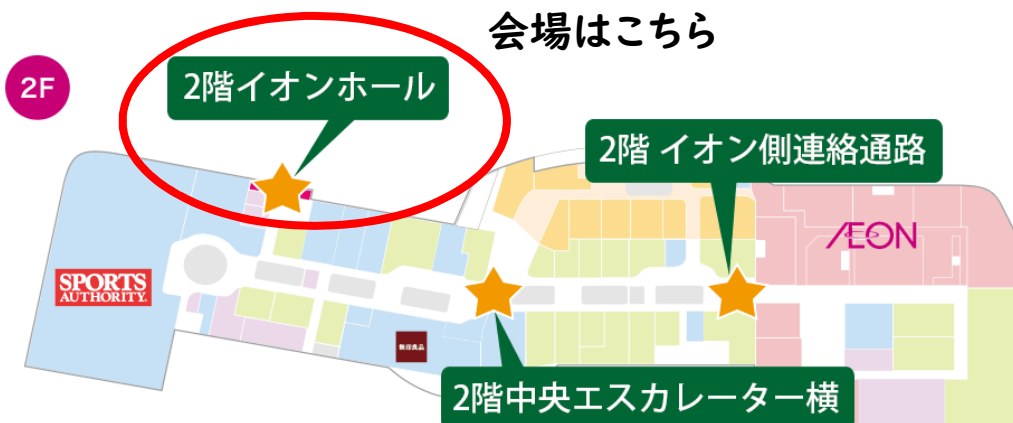 会場はこちら
2F
2階イオンホール
2階 イオン側連絡通路
ÆON
SPORTS
AUTHORITY.
無印良品
2階中央エスカレーター横